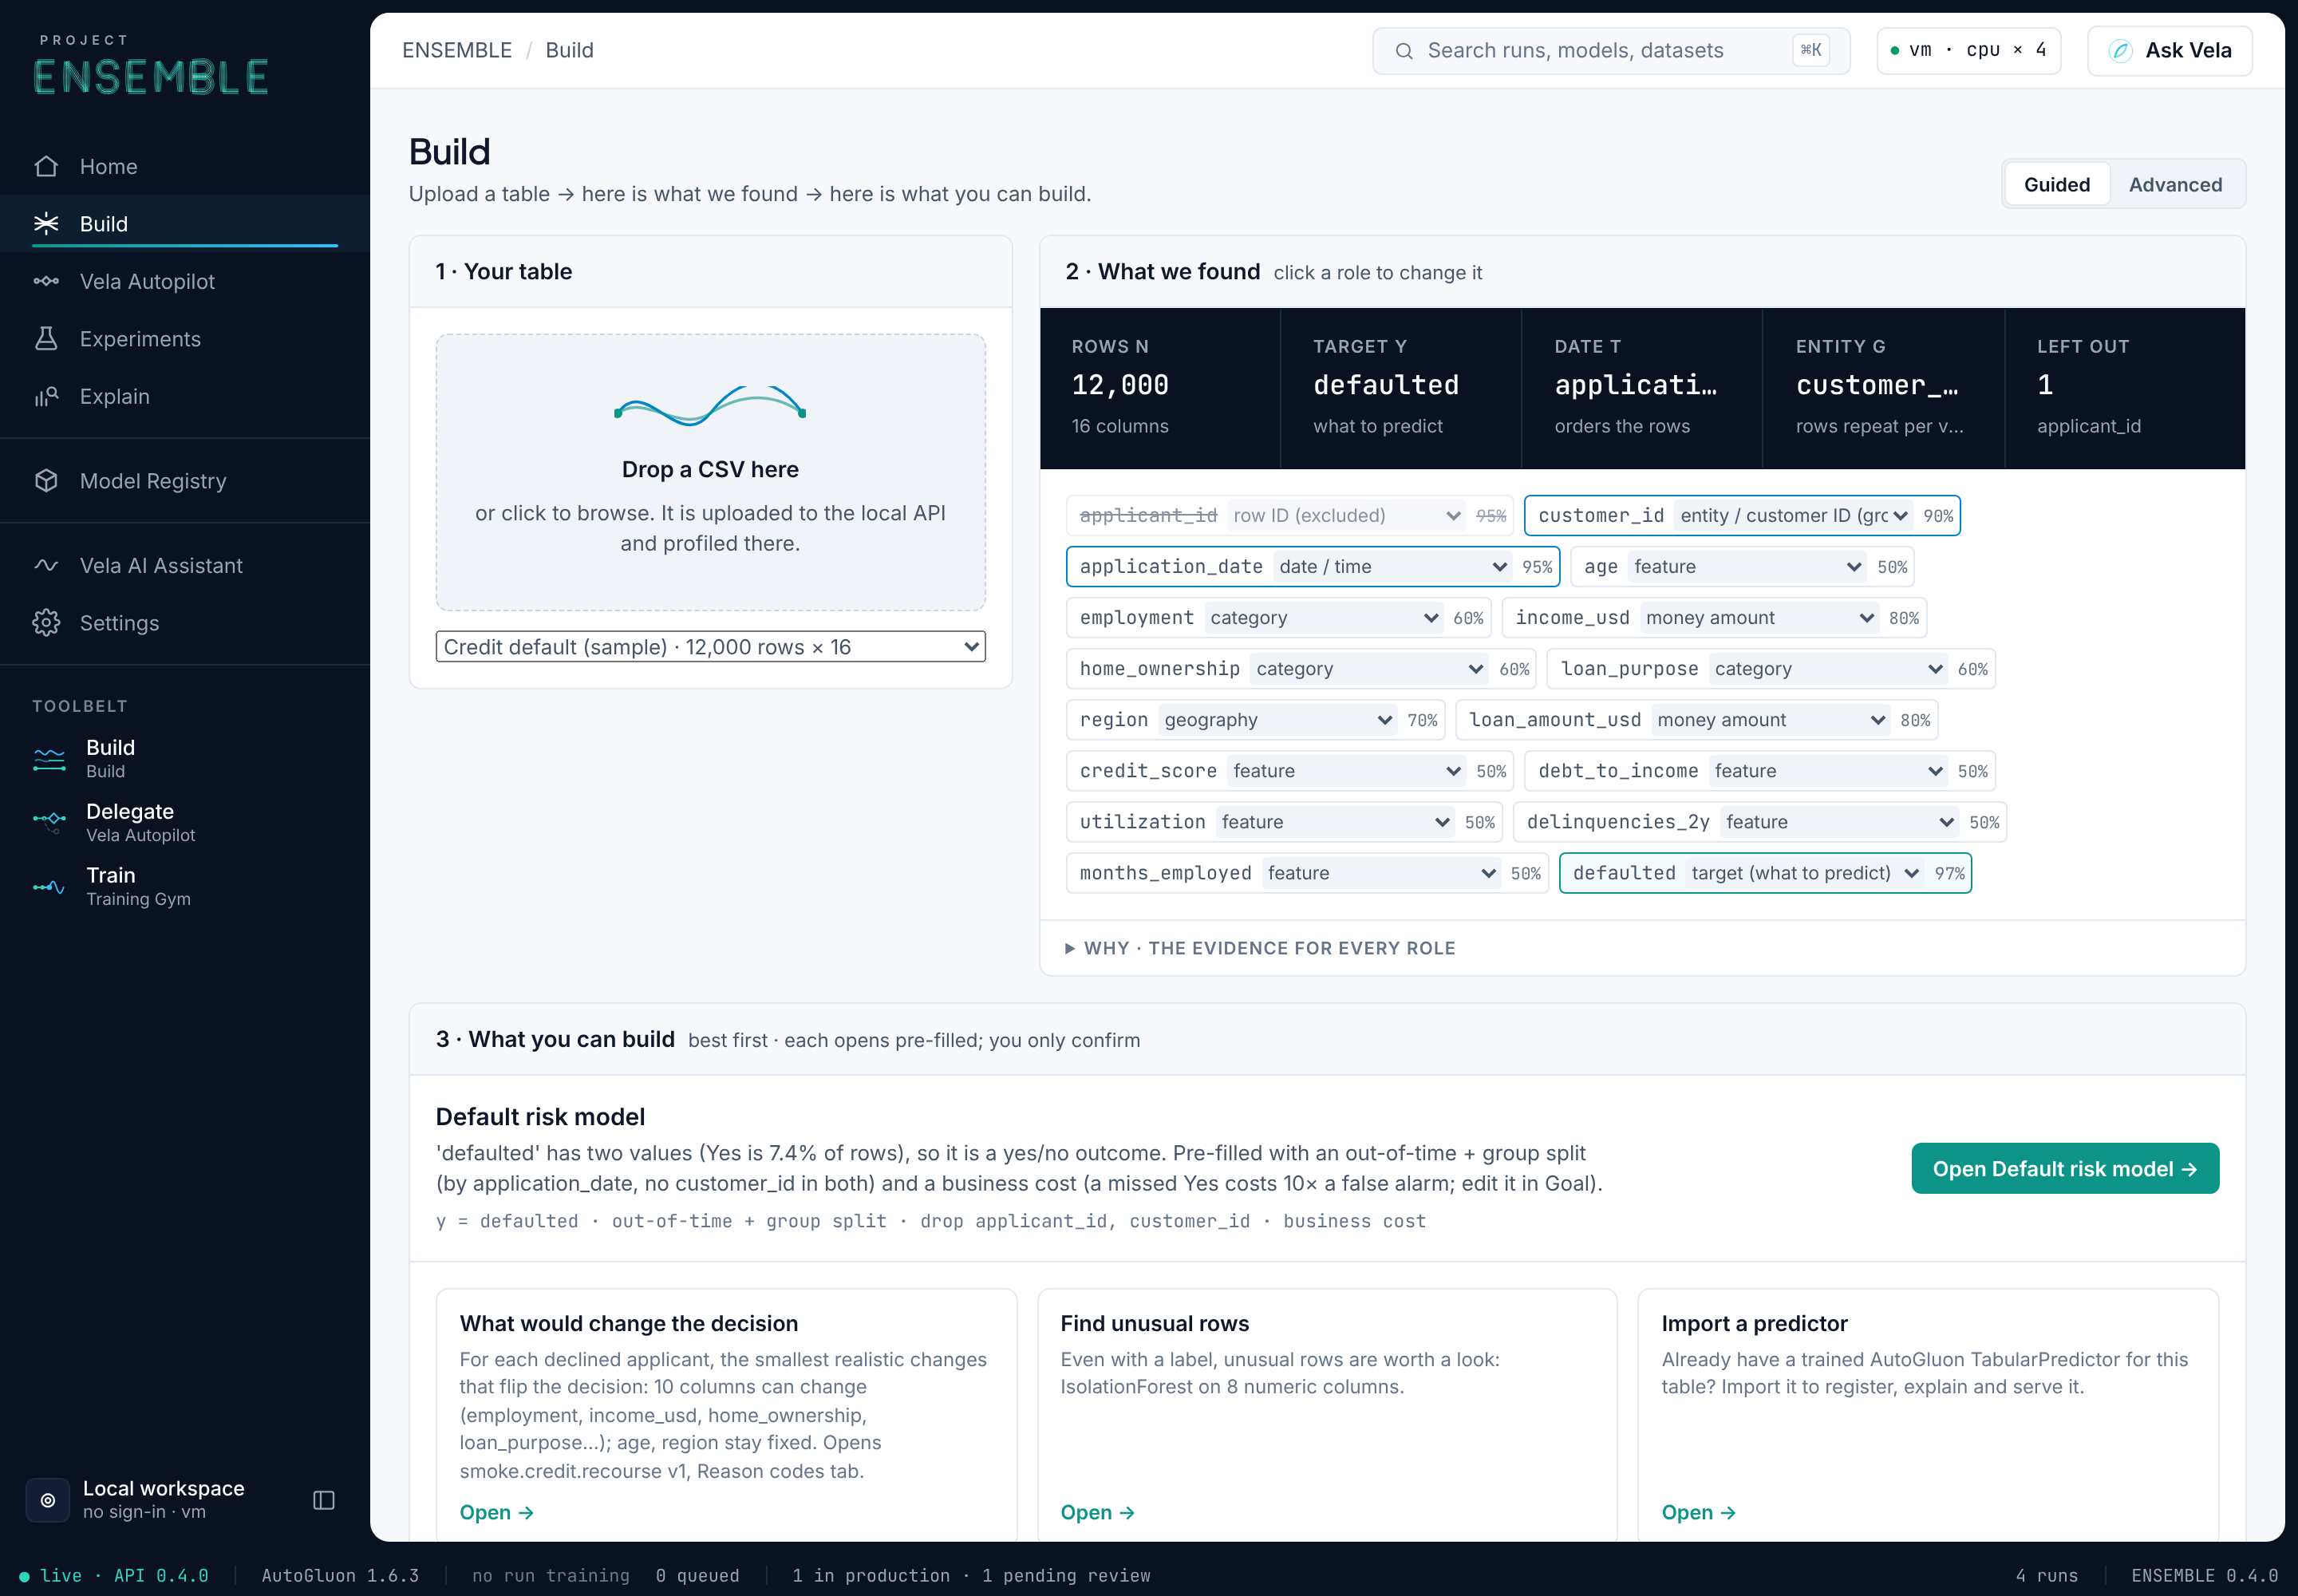 PROJECT
ENSEMBLE
Home
Build
Vela Autopilot
Experiments
Explain
Model Registry
Vela AI Assistant
Settings
TOOLBELT
Build
Build
Delegate
Vela Autopilot
Train
Training Gym
Local workspace
no sign-in · vm
ENSEMBLE / Build
Search runs, models, datasets ⌘K
vm · cpu × 4
Ask Vela
Build
Upload a table → here is what we found → here is what you can build.
Guided Advanced
1 · Your table
Drop a CSV here
or click to browse. It is uploaded to the local API
and profiled there.
Credit default (sample) · 12,000 rows × 16
2 · What we found click a role to change it
ROWS N
12,000
16 columns
TARGET Y
defaulted
what to predict
DATE T
applicati…
orders the rows
ENTITY G
customer_…
rows repeat per v…
LEFT OUT
1
applicant_id
applicant_id row ID (excluded) 95% customer_id entity / customer ID (grc 90%
application_date date / time 95% age feature 50%
employment category 60% income_usd money amount 80%
home_ownership category 60% loan_purpose category 60%
region geography 70% loan_amount_usd money amount 80%
credit_score feature 50% debt_to_income feature 50%
utilization feature 50% delinquencies_2y feature 50%
months_employed feature 50% defaulted target (what to predict) 97%
▶ WHY · THE EVIDENCE FOR EVERY ROLE
3 · What you can build best first · each opens pre-filled; you only confirm
Default risk model
'defaulted' has two values (Yes is 7.4% of rows), so it is a yes/no outcome. Pre-filled with an out-of-time + group split
(by application_date, no customer_id in both) and a business cost (a missed Yes costs 10× a false alarm; edit it in Goal).
y = defaulted · out-of-time + group split · drop applicant_id, customer_id · business cost
Open Default risk model →
What would change the decision
For each declined applicant, the smallest realistic changes
that flip the decision: 10 columns can change
(employment, income_usd, home_ownership,
loan_purpose…); age, region stay fixed. Opens
smoke.credit.recourse v1, Reason codes tab.
Open →
Find unusual rows
Even with a label, unusual rows are worth a look:
IsolationForest on 8 numeric columns.
Open →
Import a predictor
Already have a trained AutoGluon TabularPredictor for this
table? Import it to register, explain and serve it.
Open →
live · API 0.4.0 AutoGluon 1.6.3 no run training 0 queued 1 in production · 1 pending review 4 runs ENSEMBLE 0.4.0